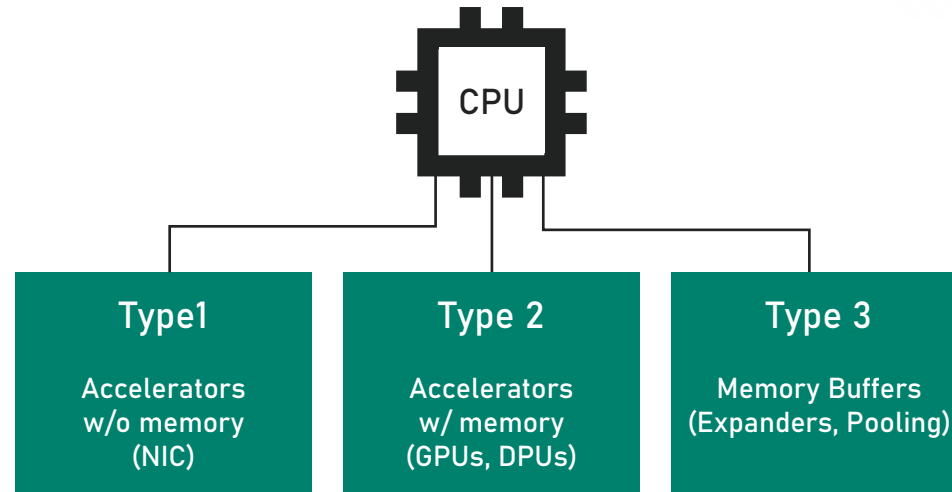 CPU
Type1
Accelerators
w/o memory
(NIC)
Type 2
Accelerators
w/ memory
(GPUs, DPUs)
Type 3
Memory Buffers
(Expanders, Pooling)